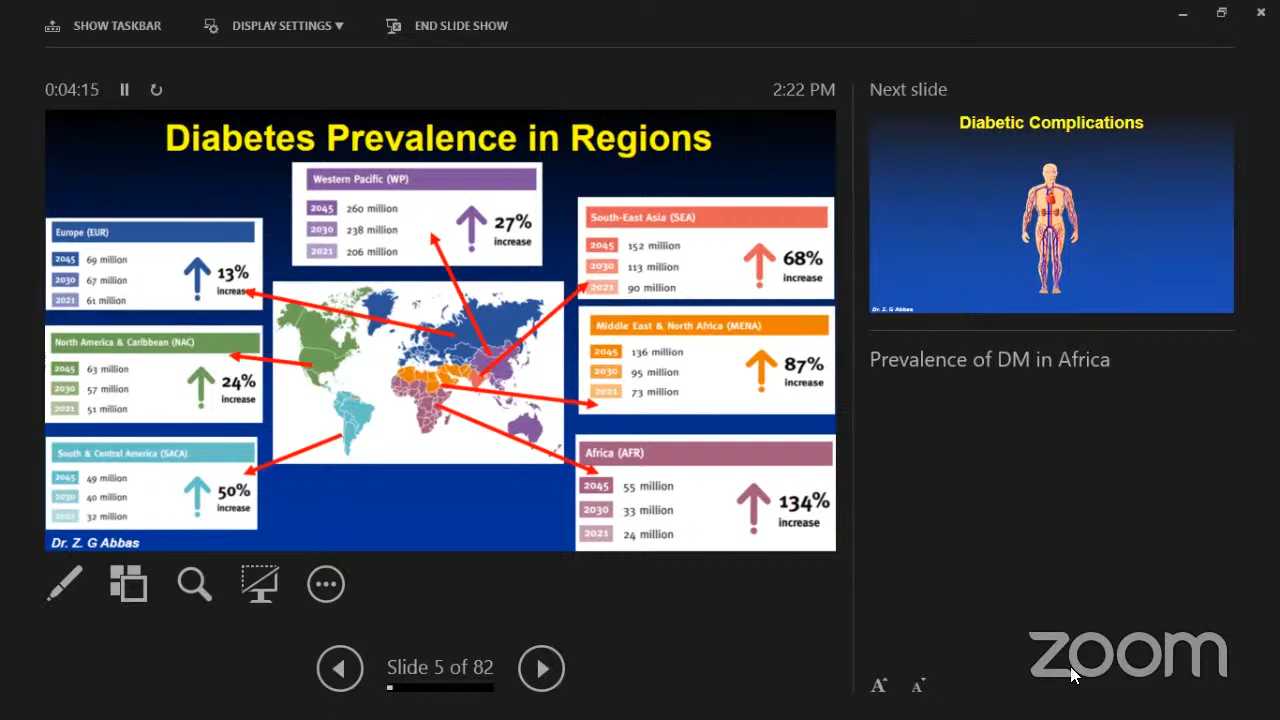 SHOW TASKBAR
DISPLAY SETTINGS
END SLIDE SHOW
0:04:15
2:22 PM
Diabetes Prevalence in Regions
Western Pacific (WP)
2045 260 million
2030 238 million
2021 206 million
27%
increase
Europe (EUR)
2045 69 million
2030 67 million
2021 61 million
13%
increase
North America & Caribbean (NAC)
2045 63 million
2030 57 million
2021 51 million
24%
increase
South & Central America (SACA)
2045 49 million
2030 40 million
2021 32 million
50%
increase
South-East Asia (SEA)
2045 152 million
2030 113 million
2021 90 million
68%
increase
Middle East & North Africa (MENA)
2045 136 million
2030 95 million
2021 73 million
87%
increase
Africa (AFR)
2045 55 million
2030 33 million
2021 24 million
134%
increase
Dr. Z. G Abbas
Slide 5 of 82
Next slide
Diabetic Complications
Dr. Z. G Abbas
Prevalence of DM in Africa
A A
zoom